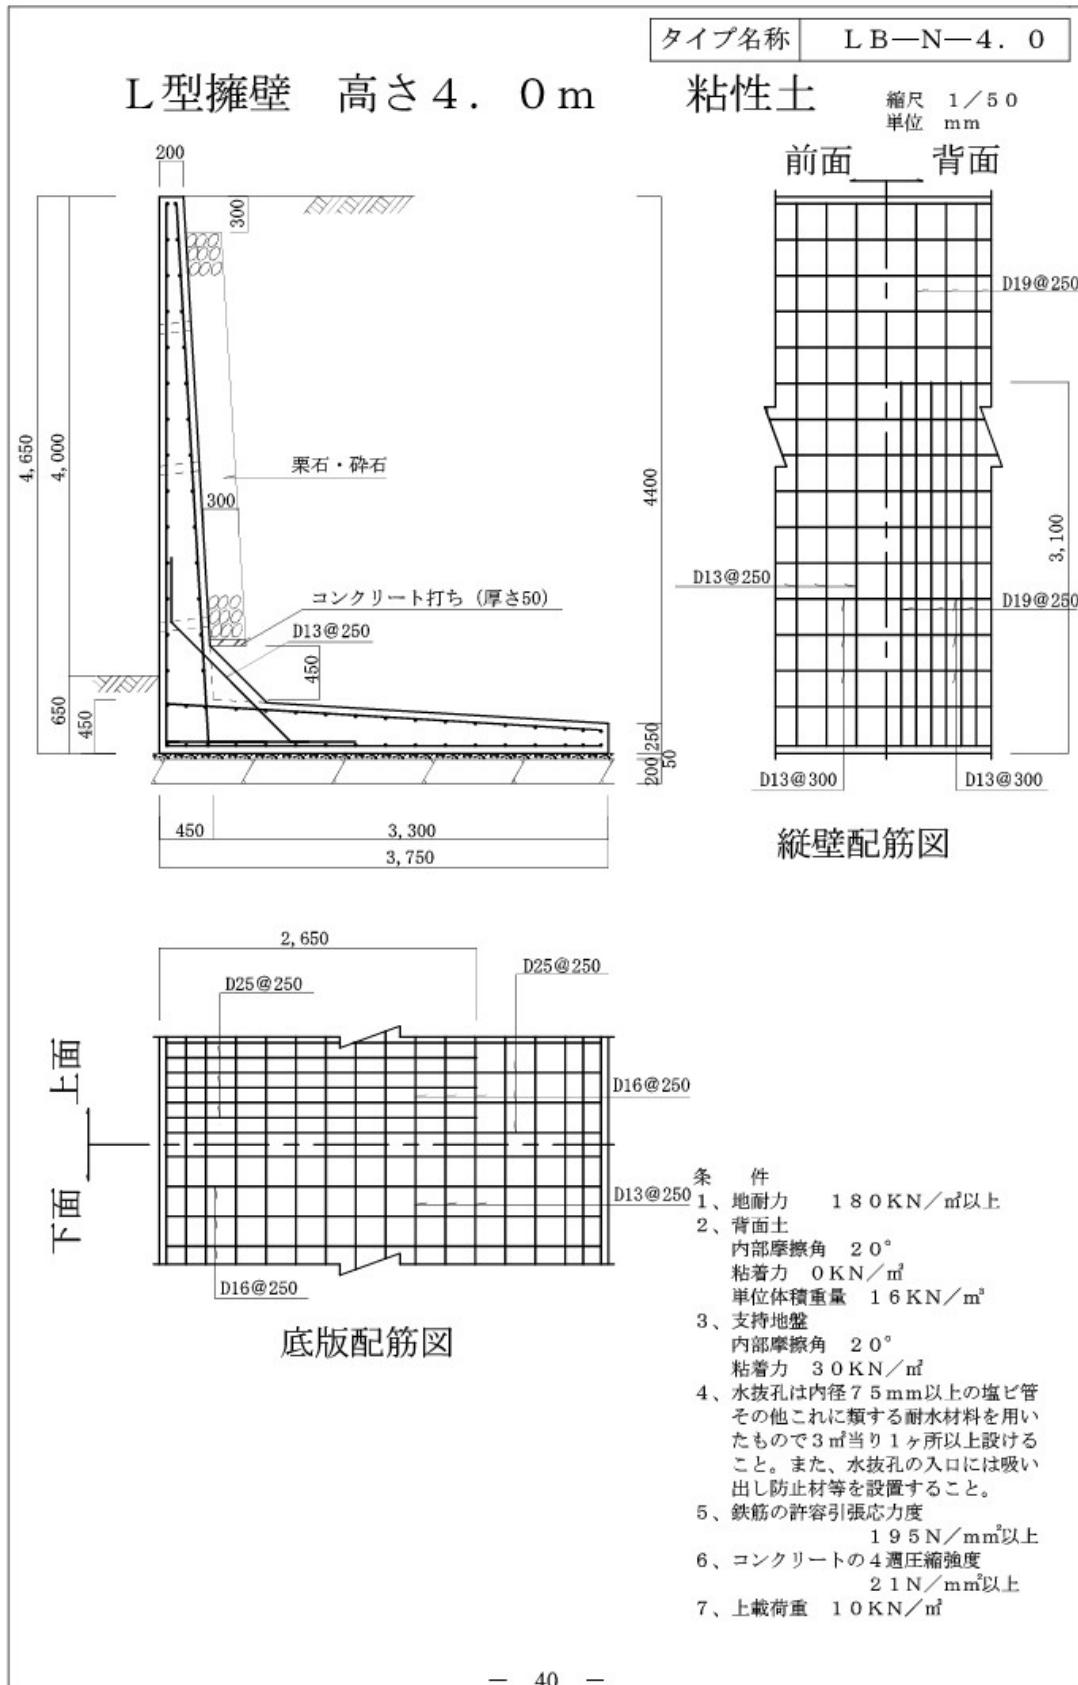 タイプ名称 LB—N—4.0
L型擁壁 高さ4.0m 粘性土
縮尺 1/50
単位 mm
前面 背面
200
300
D19@250
4,650
4,000
栗石・砕石
300
4400
3,100
コンクリート打ち（厚さ50）
D13@250
D13@250
D19@250
450
650
450
250
200
50
D13@300
D13@300
450
3,300
3,750
縦壁配筋図
2,650
D25@250
D25@250
上面
下面
D16@250
D13@250
D16@250
底版配筋図
条 件
1、地耐力 180KN/㎡以上
2、背面土
内部摩擦角 20°
粘着力 0KN/㎡
単位体積重量 16KN/m³
3、支持地盤
内部摩擦角 20°
粘着力 30KN/㎡
4、水抜孔は内径75mm以上の塩ビ管
その他これに類する耐水材料を用い
たもので3㎡当り1ヶ所以上設ける
こと。また、水抜孔の入口には吸い
出し防止材等を設置すること。
5、鉄筋の許容引張応力度
195N/mm²以上
6、コンクリートの4週圧縮強度
21N/mm²以上
7、上載荷重 10KN/㎡
— 40 —